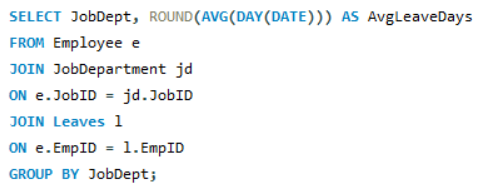 SELECT JobDept, ROUND(AVG(DAY(DATE))) AS AvgLeaveDays
FROM Employee e
JOIN JobDepartment jd
ON e.JobID = jd.JobID
JOIN Leaves l
ON e.EmpID = l.EmpID
GROUP BY JobDept;